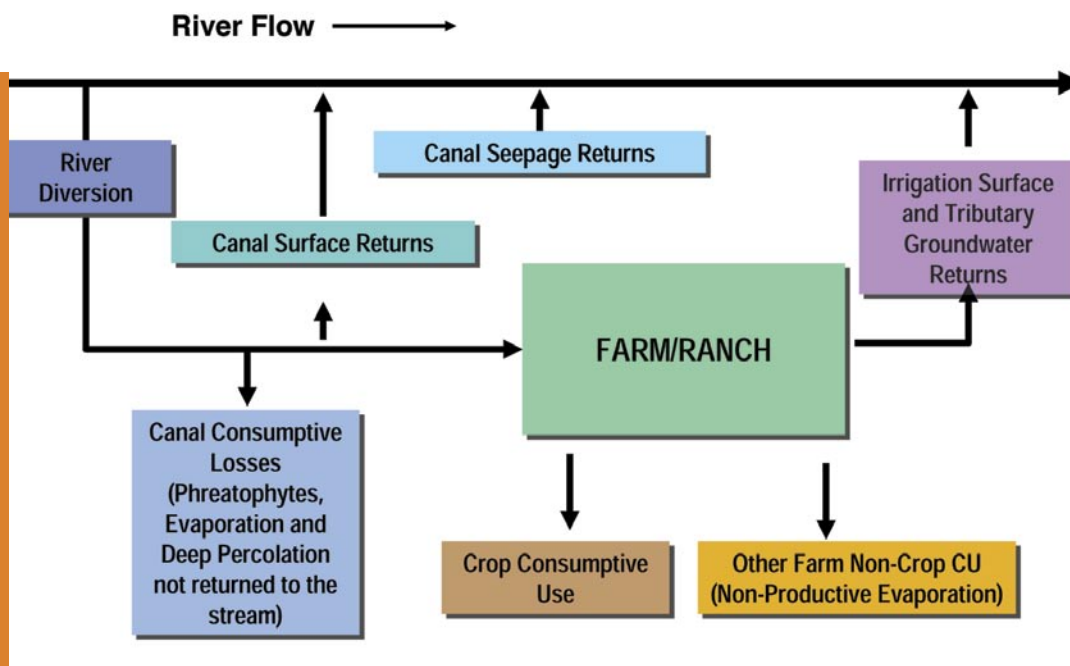 River Flow
River
Diversion
Canal Seepage Returns
Canal Surface Returns
Irrigation Surface
and Tributary
Groundwater
Returns
FARM/RANCH
Canal Consumptive
Losses
(Phreatophytes,
Evaporation and
Deep Percolation
not returned to the
stream)
Crop Consumptive
Use
Other Farm Non-Crop CU
(Non-Productive Evaporation)